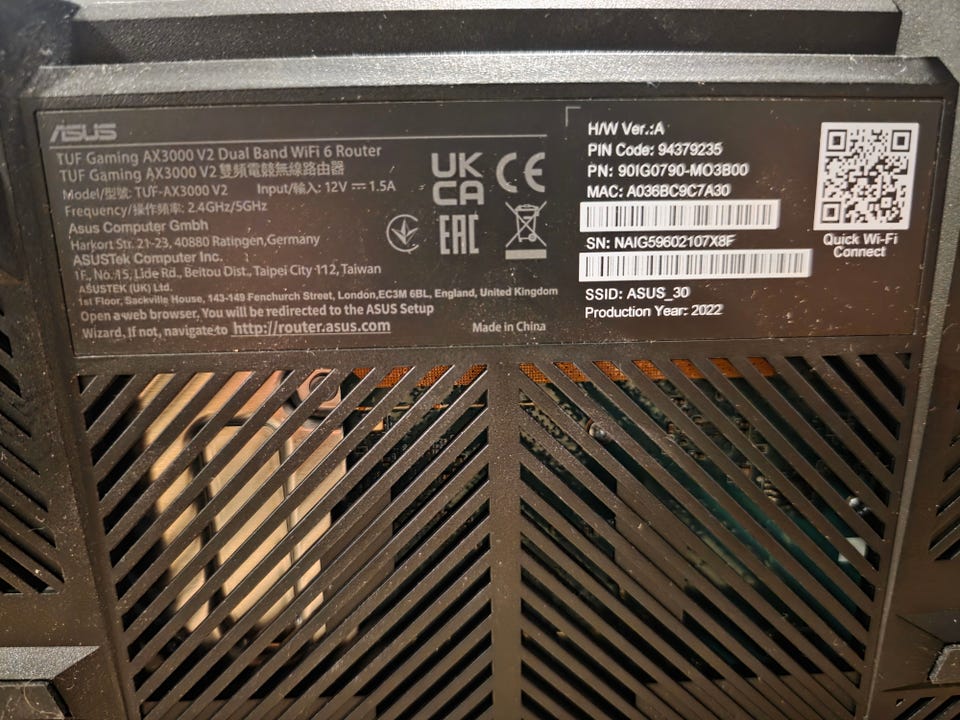 ASUS
TUF Gaming AX3000 V2 Dual Band WiFi 6 Router
TUF Gaming AX3000 V2 雙頻電競無線路由器
Model/型號: TUF-AX3000 V2 Input/輸入: 12V ⎓ 1.5A
Frequency/操作頻率: 2.4GHz/5GHz
Asus Computer GmbH
Harkort Str. 21-23, 40880 Ratingen, Germany
ASUSTek Computer Inc.
1F., No. 15, Lide Rd., Beitou Dist., Taipei City 112, Taiwan
ASUSTEK (UK) Ltd.
1st Floor, Sackville House, 143-149 Fenchurch Street, London, EC3M 6BL, England, United Kingdom
Open a web browser, You will be redirected to the ASUS Setup
Wizard. If not, navigate to http://router.asus.com
Made in China
UK
CA
CE
EAC
H/W Ver.:A
PIN Code: 94379235
PN: 90IG0790-MO3B00
MAC: A036BC9C7A30
SN: NAIG59602107X8F
SSID: ASUS_30
Production Year: 2022
Quick Wi-Fi
Connect